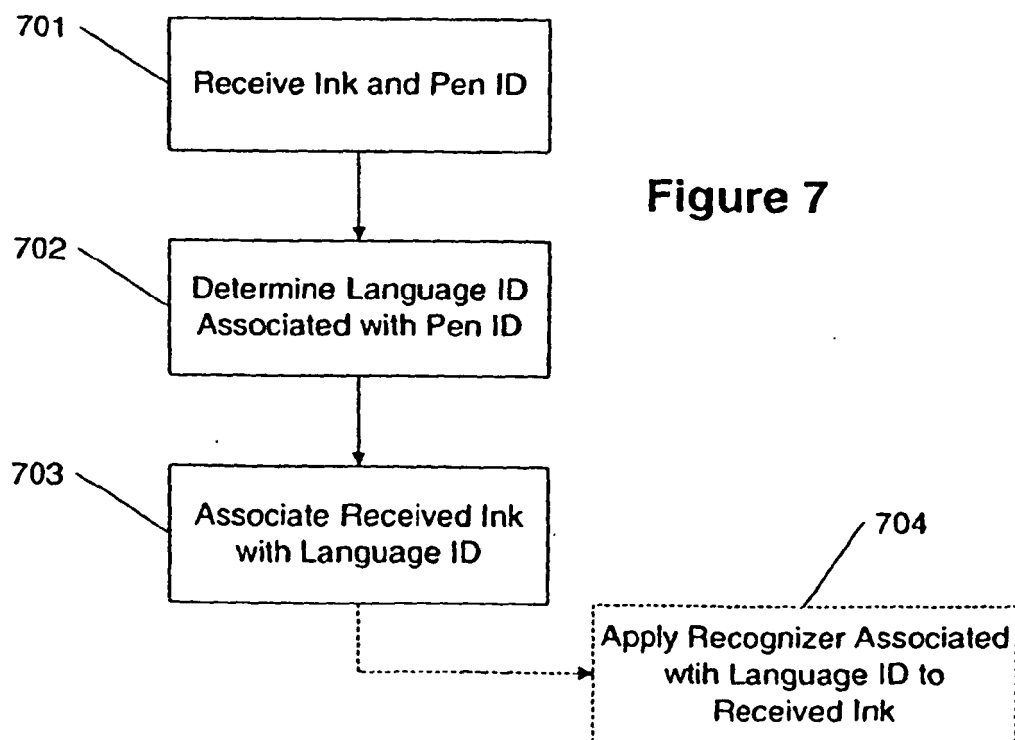 701
Receive Ink and Pen ID
Figure 7
702
Determine Language ID
Associated with Pen ID
703
Associate Received Ink
with Language ID
704
Apply Recognizer Associated
wtih Language ID to
Received Ink